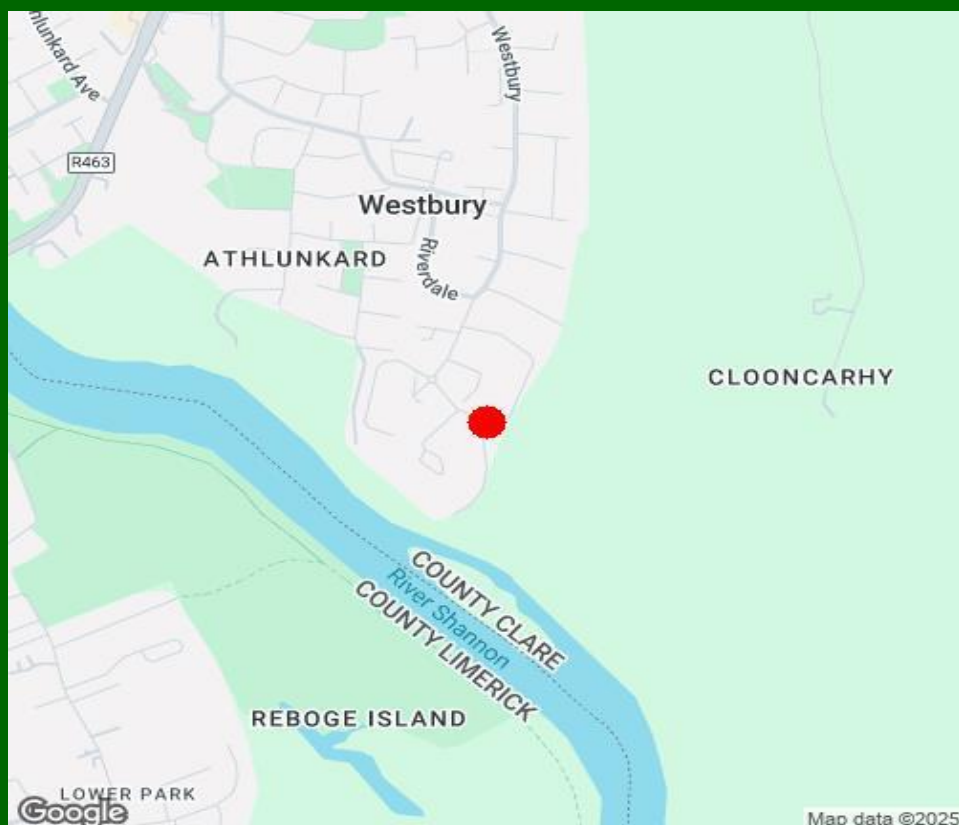 Athlunkard Ave
Westbury
R463
Westbury
ATHLUNKARD
Riverdale
CLOONCARHY
COUNTY CLARE
River Shannon
COUNTY LIMERICK
REBOGE ISLAND
LOWER PARK
Google
Map data ©2025